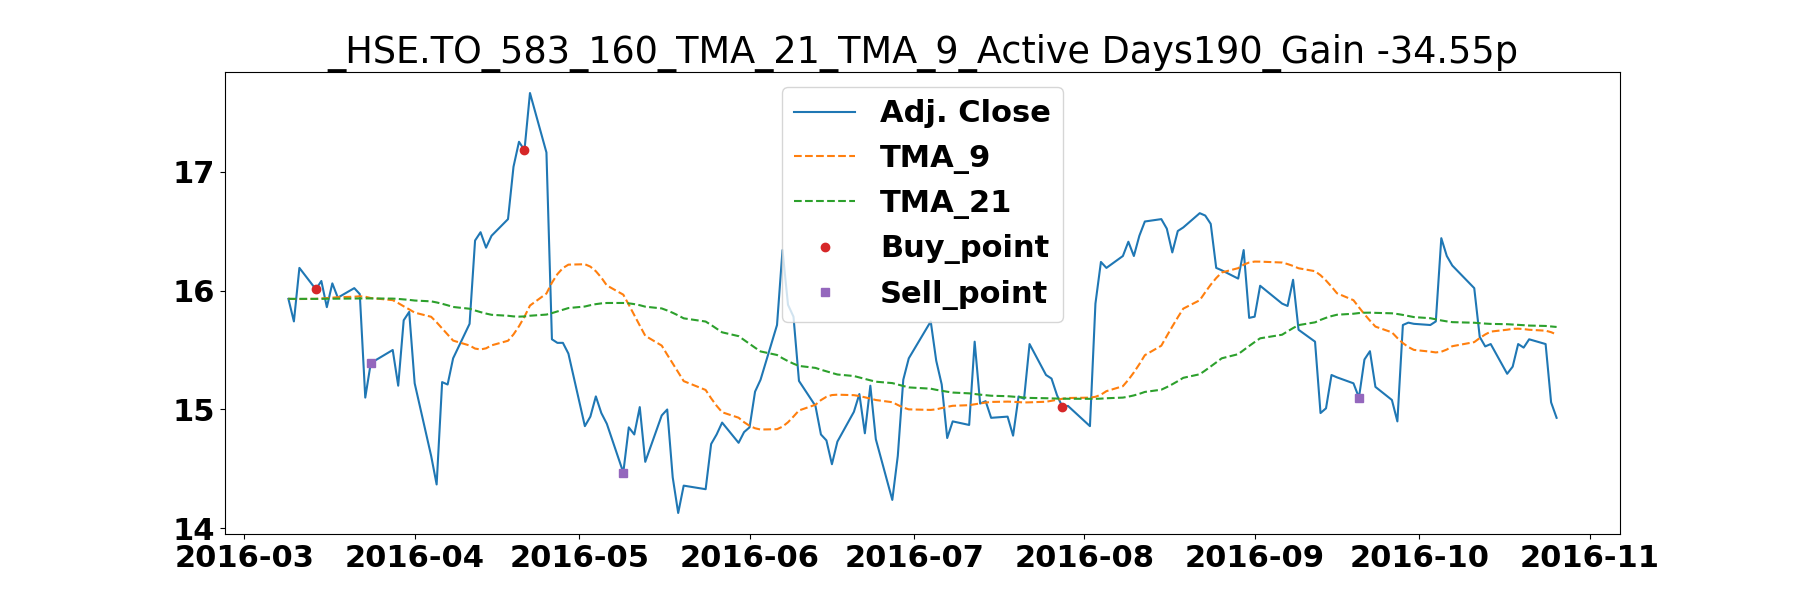 _HSE.TO_583_160_TMA_21_TMA_9_Active Days190_Gain -34.55p
Adj. Close
TMA_9
TMA_21
Buy_point
Sell_point
17
16
15
14
2016-03 2016-04 2016-05 2016-06 2016-07 2016-08 2016-09 2016-10 2016-11